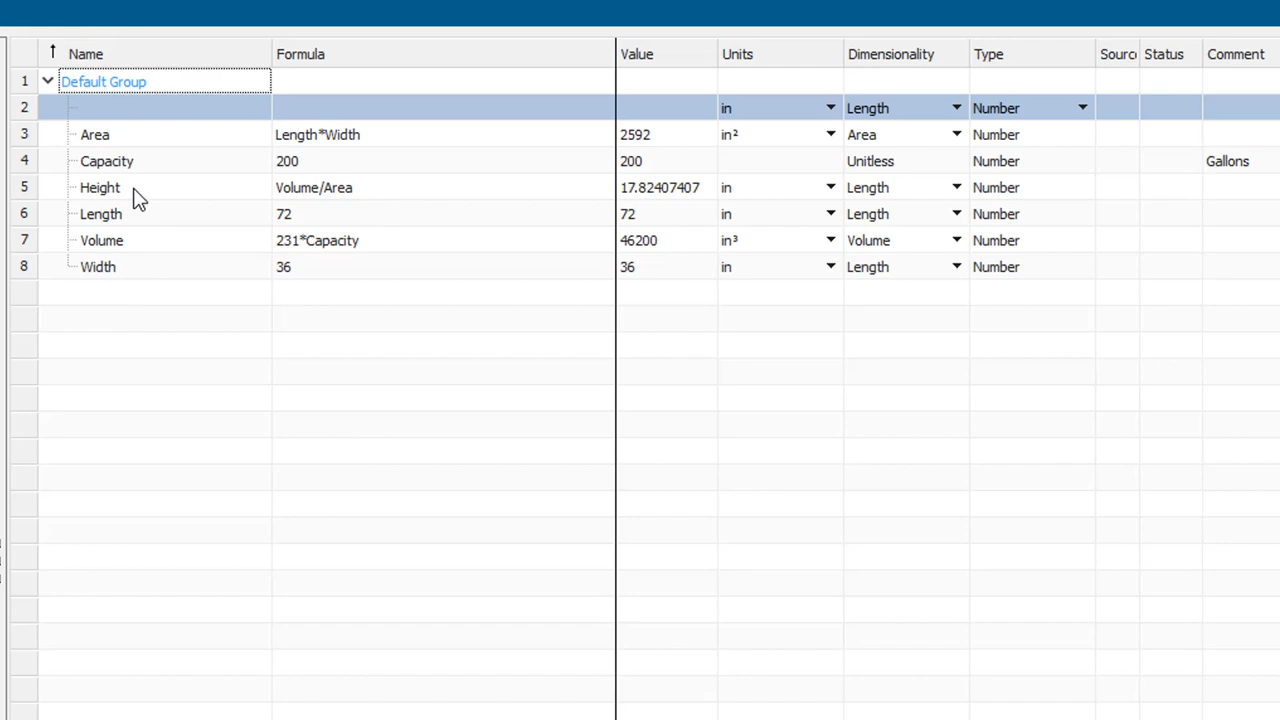 Name Formula Value Units Dimensionality Type Sourc Status Comment
1 Default Group
2 in Length Number
3 Area Length*Width 2592 in² Area Number
4 Capacity 200 200 Unitless Number Gallons
5 Height Volume/Area 17.82407407 in Length Number
6 Length 72 72 in Length Number
7 Volume 231*Capacity 46200 in³ Volume Number
8 Width 36 36 in Length Number